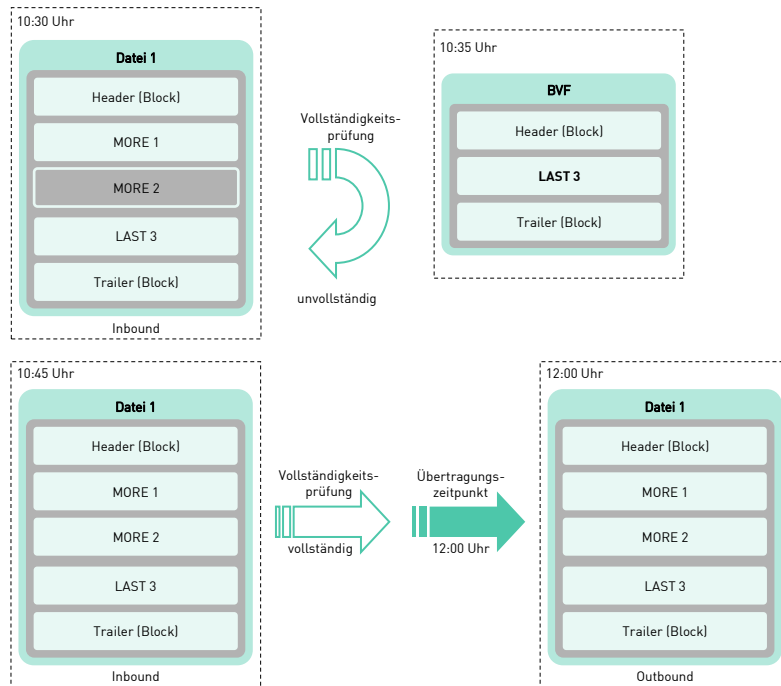 10:30 Uhr
Datei 1
Header (Block)
MORE 1
MORE 2
LAST 3
Trailer (Block)
Inbound
Vollständigkeits-
prüfung
unvollständig
10:35 Uhr
BVF
Header (Block)
LAST 3
Trailer (Block)
10:45 Uhr
Datei 1
Header (Block)
MORE 1
MORE 2
LAST 3
Trailer (Block)
Inbound
Vollständigkeits-
prüfung
vollständig
Übertragungs-
zeitpunkt
12:00 Uhr
12:00 Uhr
Datei 1
Header (Block)
MORE 1
MORE 2
LAST 3
Trailer (Block)
Outbound